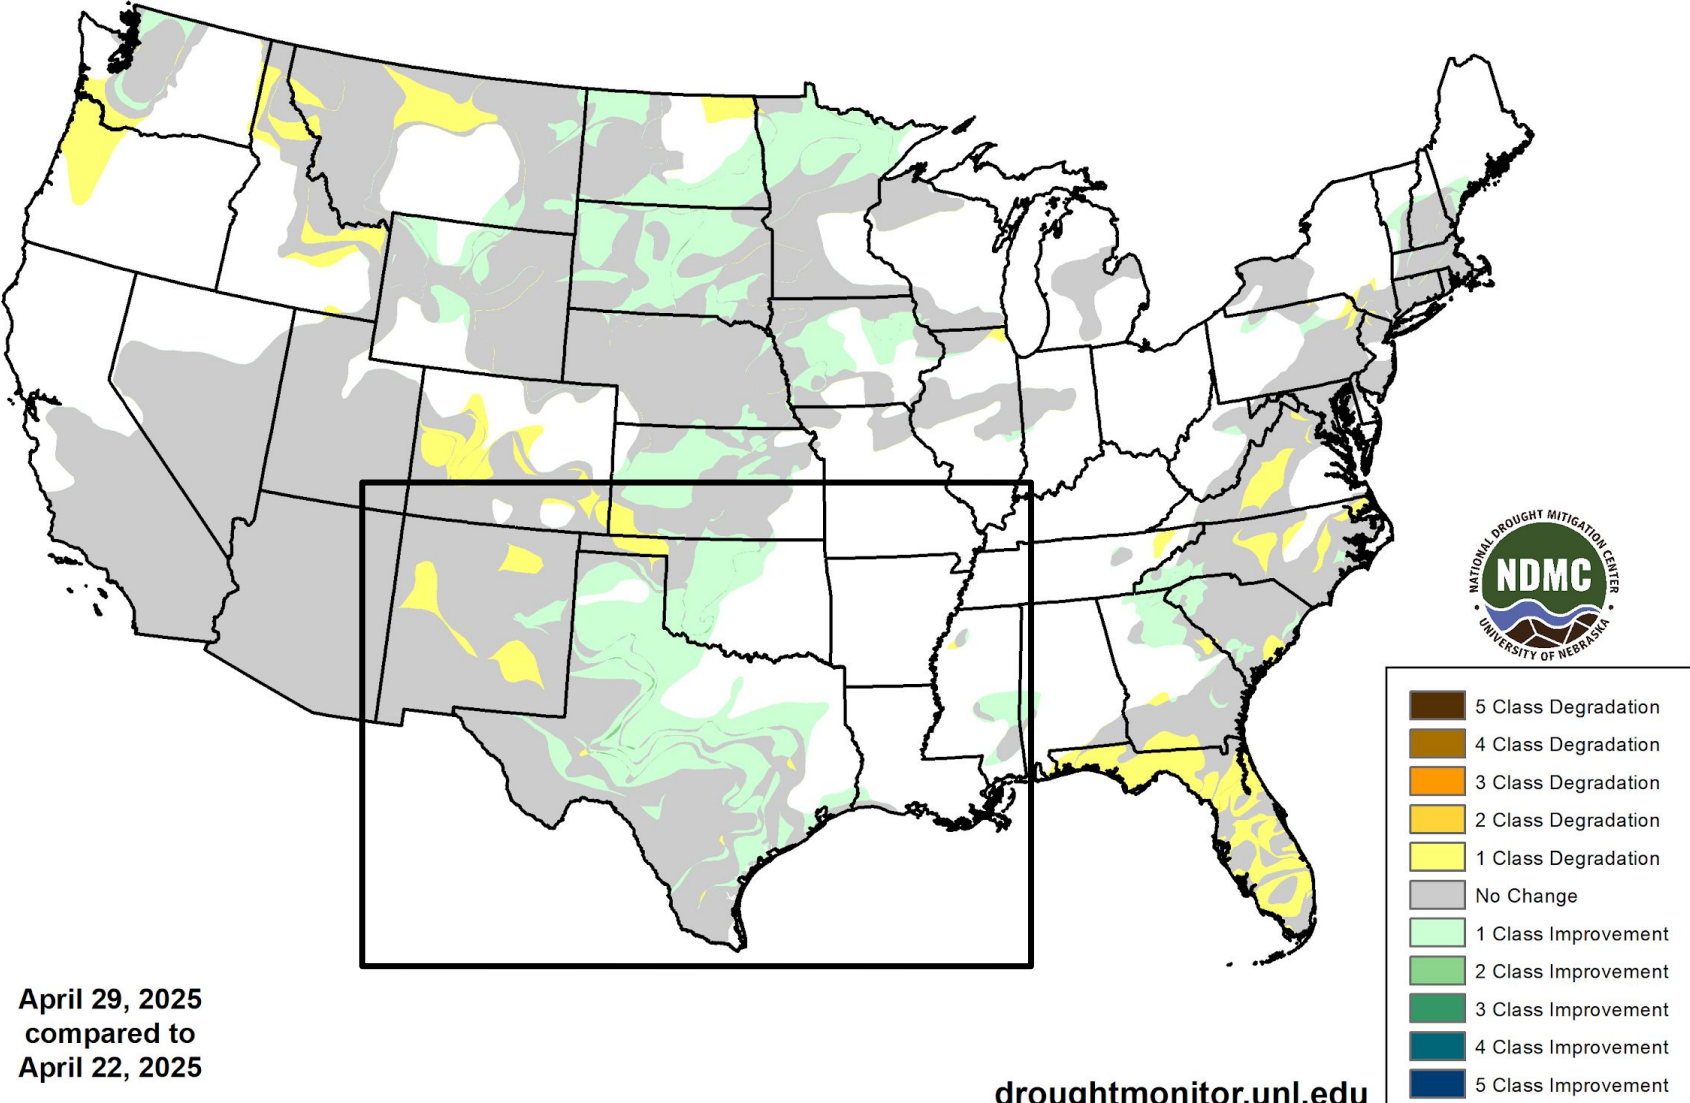 NATIONAL DROUGHT MITIGATION CENTER
NDMC
UNIVERSITY OF NEBRASKA
5 Class Degradation
4 Class Degradation
3 Class Degradation
2 Class Degradation
1 Class Degradation
No Change
1 Class Improvement
2 Class Improvement
3 Class Improvement
4 Class Improvement
5 Class Improvement
April 29, 2025
compared to
April 22, 2025
droughtmonitor.unl.edu